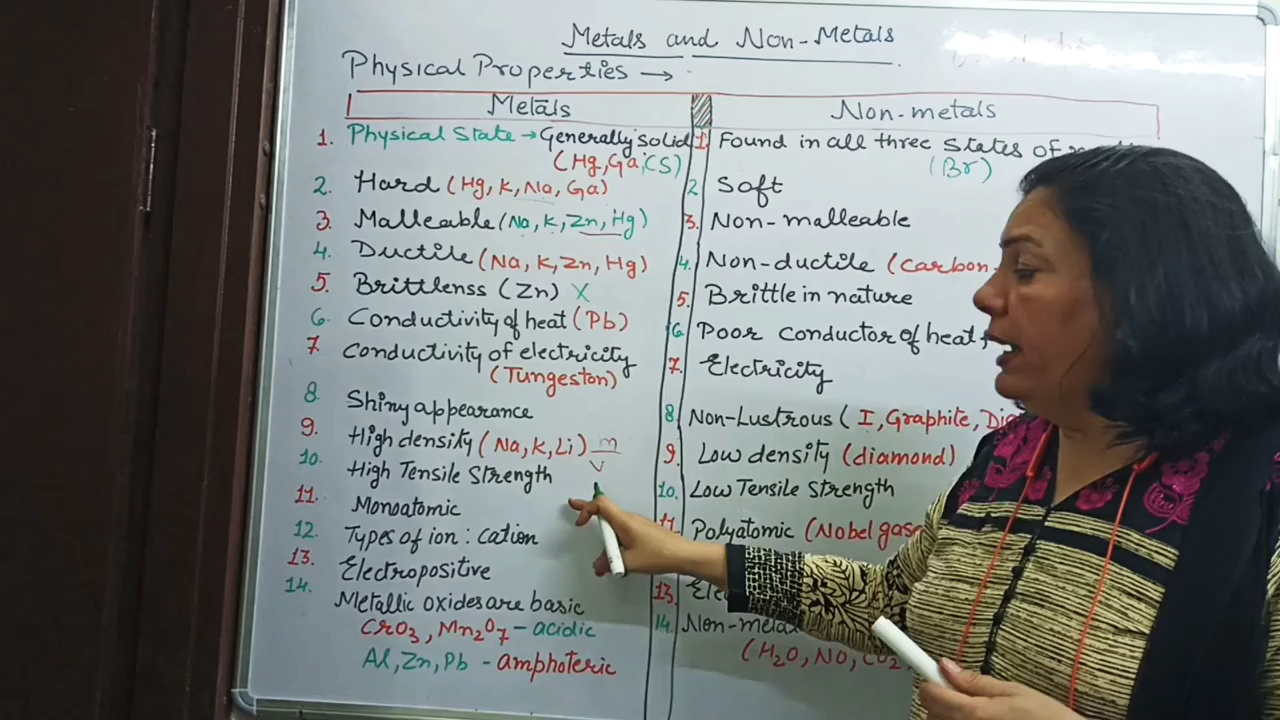 Metals and Non-Metals
Physical Properties →
Metals
1. Physical State → Generally solid
(Hg, Ga, CS)
2. Hard (Hg, K, Na, Ga)
3. Malleable (Na, K, Zn, Hg)
4. Ductile (Na, K, Zn, Hg)
5. Brittlenss (Zn) X
6. Conductivity of heat (Pb)
7. Conductivity of electricity
(Tungeston)
8. Shiny appearance
9. High density (Na, K, Li) m
v
10. High Tensile Strength
11. Monoatomic
12. Types of ion : cation
13. Electropositive
14. Metallic oxides are basic
CrO3, Mn2O7 - acidic
Al, Zn, Pb - amphoteric
Non-metals
1. Found in all three states of
(Br)
2 Soft
3. Non-malleable
4. Non-ductile (carbon
5. Brittle in nature
6 Poor conductor of heat
7. Electricity
8. Non-Lustrous ( I, Graphite,
9. Low density (diamond)
10. Low Tensile Strength
11. Polyatomic (Nobel
13.
14. Non-metal
(H2O, NO, CO2